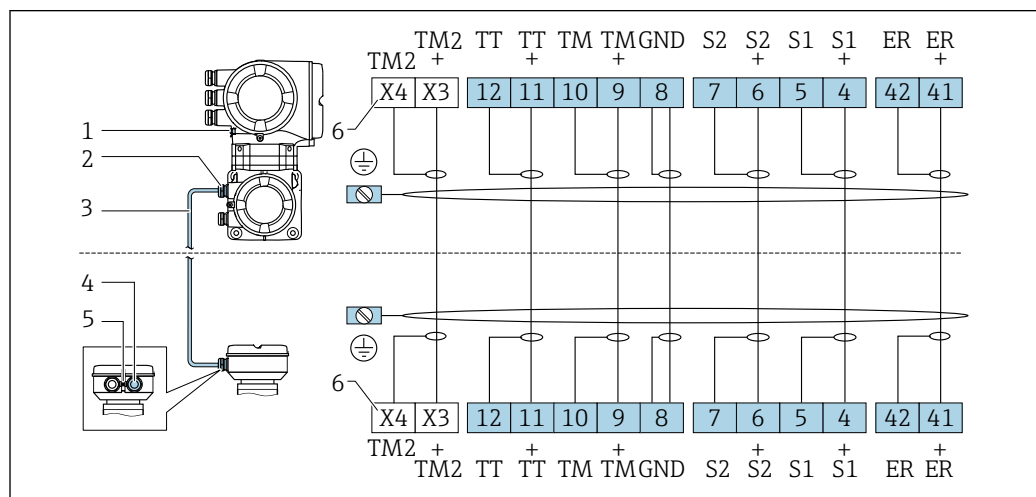 TM2 TT TT TM TM GND S2 S2 S1 S1 ER ER
TM2 + + + + + +
X4 X3 12 11 10 9 8 7 6 5 4 42 41
6
1
2
3
4
5
6
X4 X3 12 11 10 9 8 7 6 5 4 42 41
TM2 + + + + + +
TM2 TT TT TM TM GND S2 S2 S1 S1 ER ER